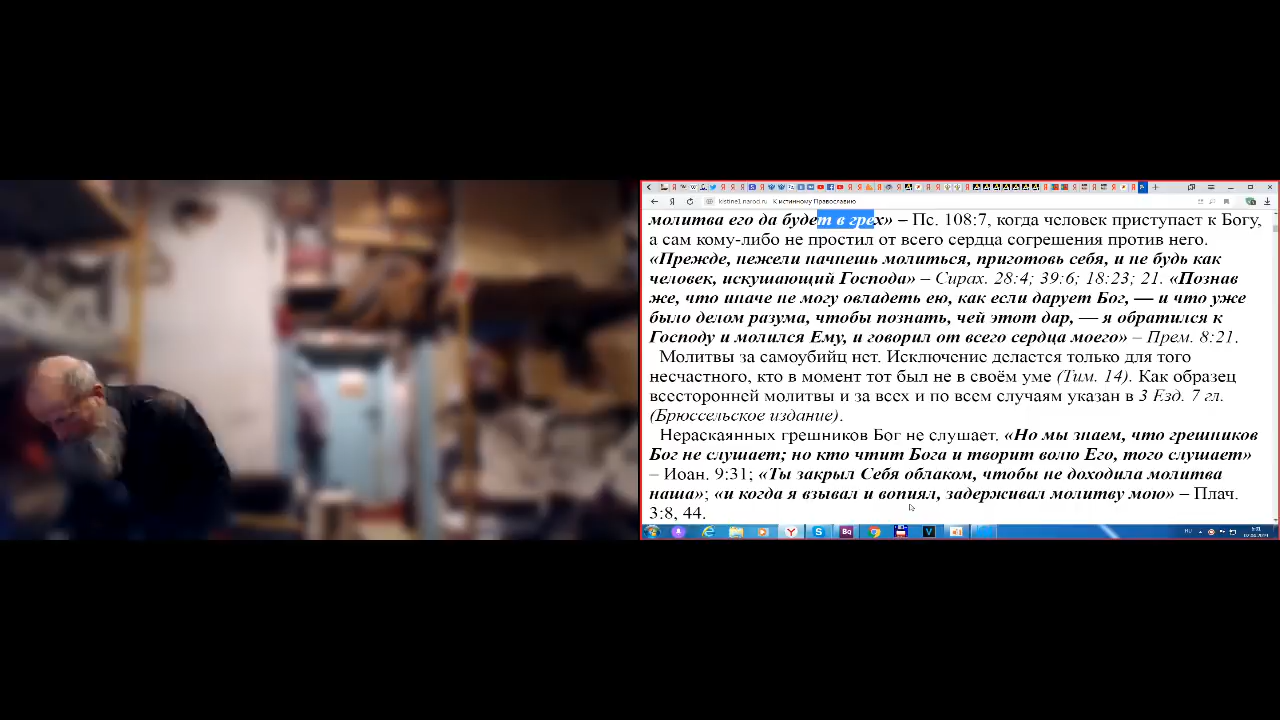 kistine1.narod.ru К истинному Православию
молитва его да будет в грех» – Пс. 108:7, когда человек приступает к Богу,
а сам кому-либо не простил от всего сердца согрешения против него.
«Прежде, нежели начнешь молиться, приготовь себя, и не будь как
человек, искушающий Господа» – Сирах. 28:4; 39:6; 18:23; 21. «Познав
же, что иначе не могу овладеть ею, как если дарует Бог, — и что уже
было делом разума, чтобы познать, чей этот дар, — я обратился к
Господу и молился Ему, и говорил от всего сердца моего» – Прем. 8:21.
Молитвы за самоубийц нет. Исключение делается только для того
несчастного, кто в момент тот был не в своём уме (Тим. 14). Как образец
всесторонней молитвы и за всех и по всем случаям указан в 3 Езд. 7 гл.
(Брюссельское издание).
Нераскаянных грешников Бог не слушает. «Но мы знаем, что грешников
Бог не слушает; но кто чтит Бога и творит волю Его, того слушает»
– Иоан. 9:31; «Ты закрыл Себя облаком, чтобы не доходила молитва
наша»; «и когда я взывал и вопиял, задерживал молитву мою» – Плач.
3:8, 44.